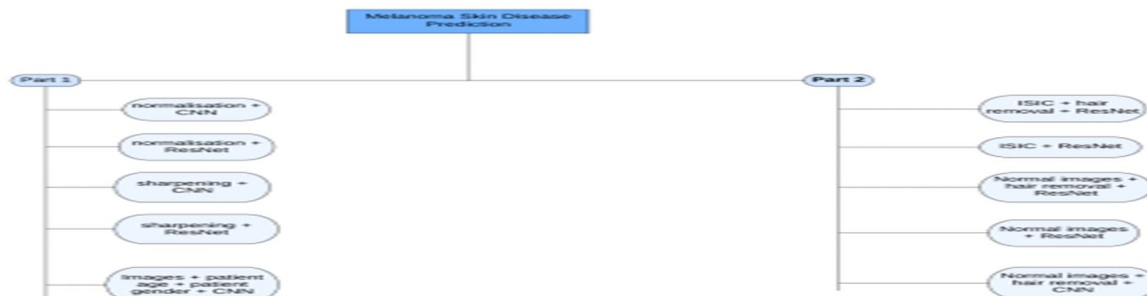 Melanoma Skin Disease
Prediction
Part 1
Part 2
normalisation +
CNN
normalisation +
ResNet
sharpening +
CNN
sharpening +
ResNet
Images + patient
age + patient
gender + CNN
ISIC + hair
removal + ResNet
ISIC + ResNet
Normal images +
hair removal +
ResNet
Normal images
+ ResNet
Normal images +
hair removal +
CNN